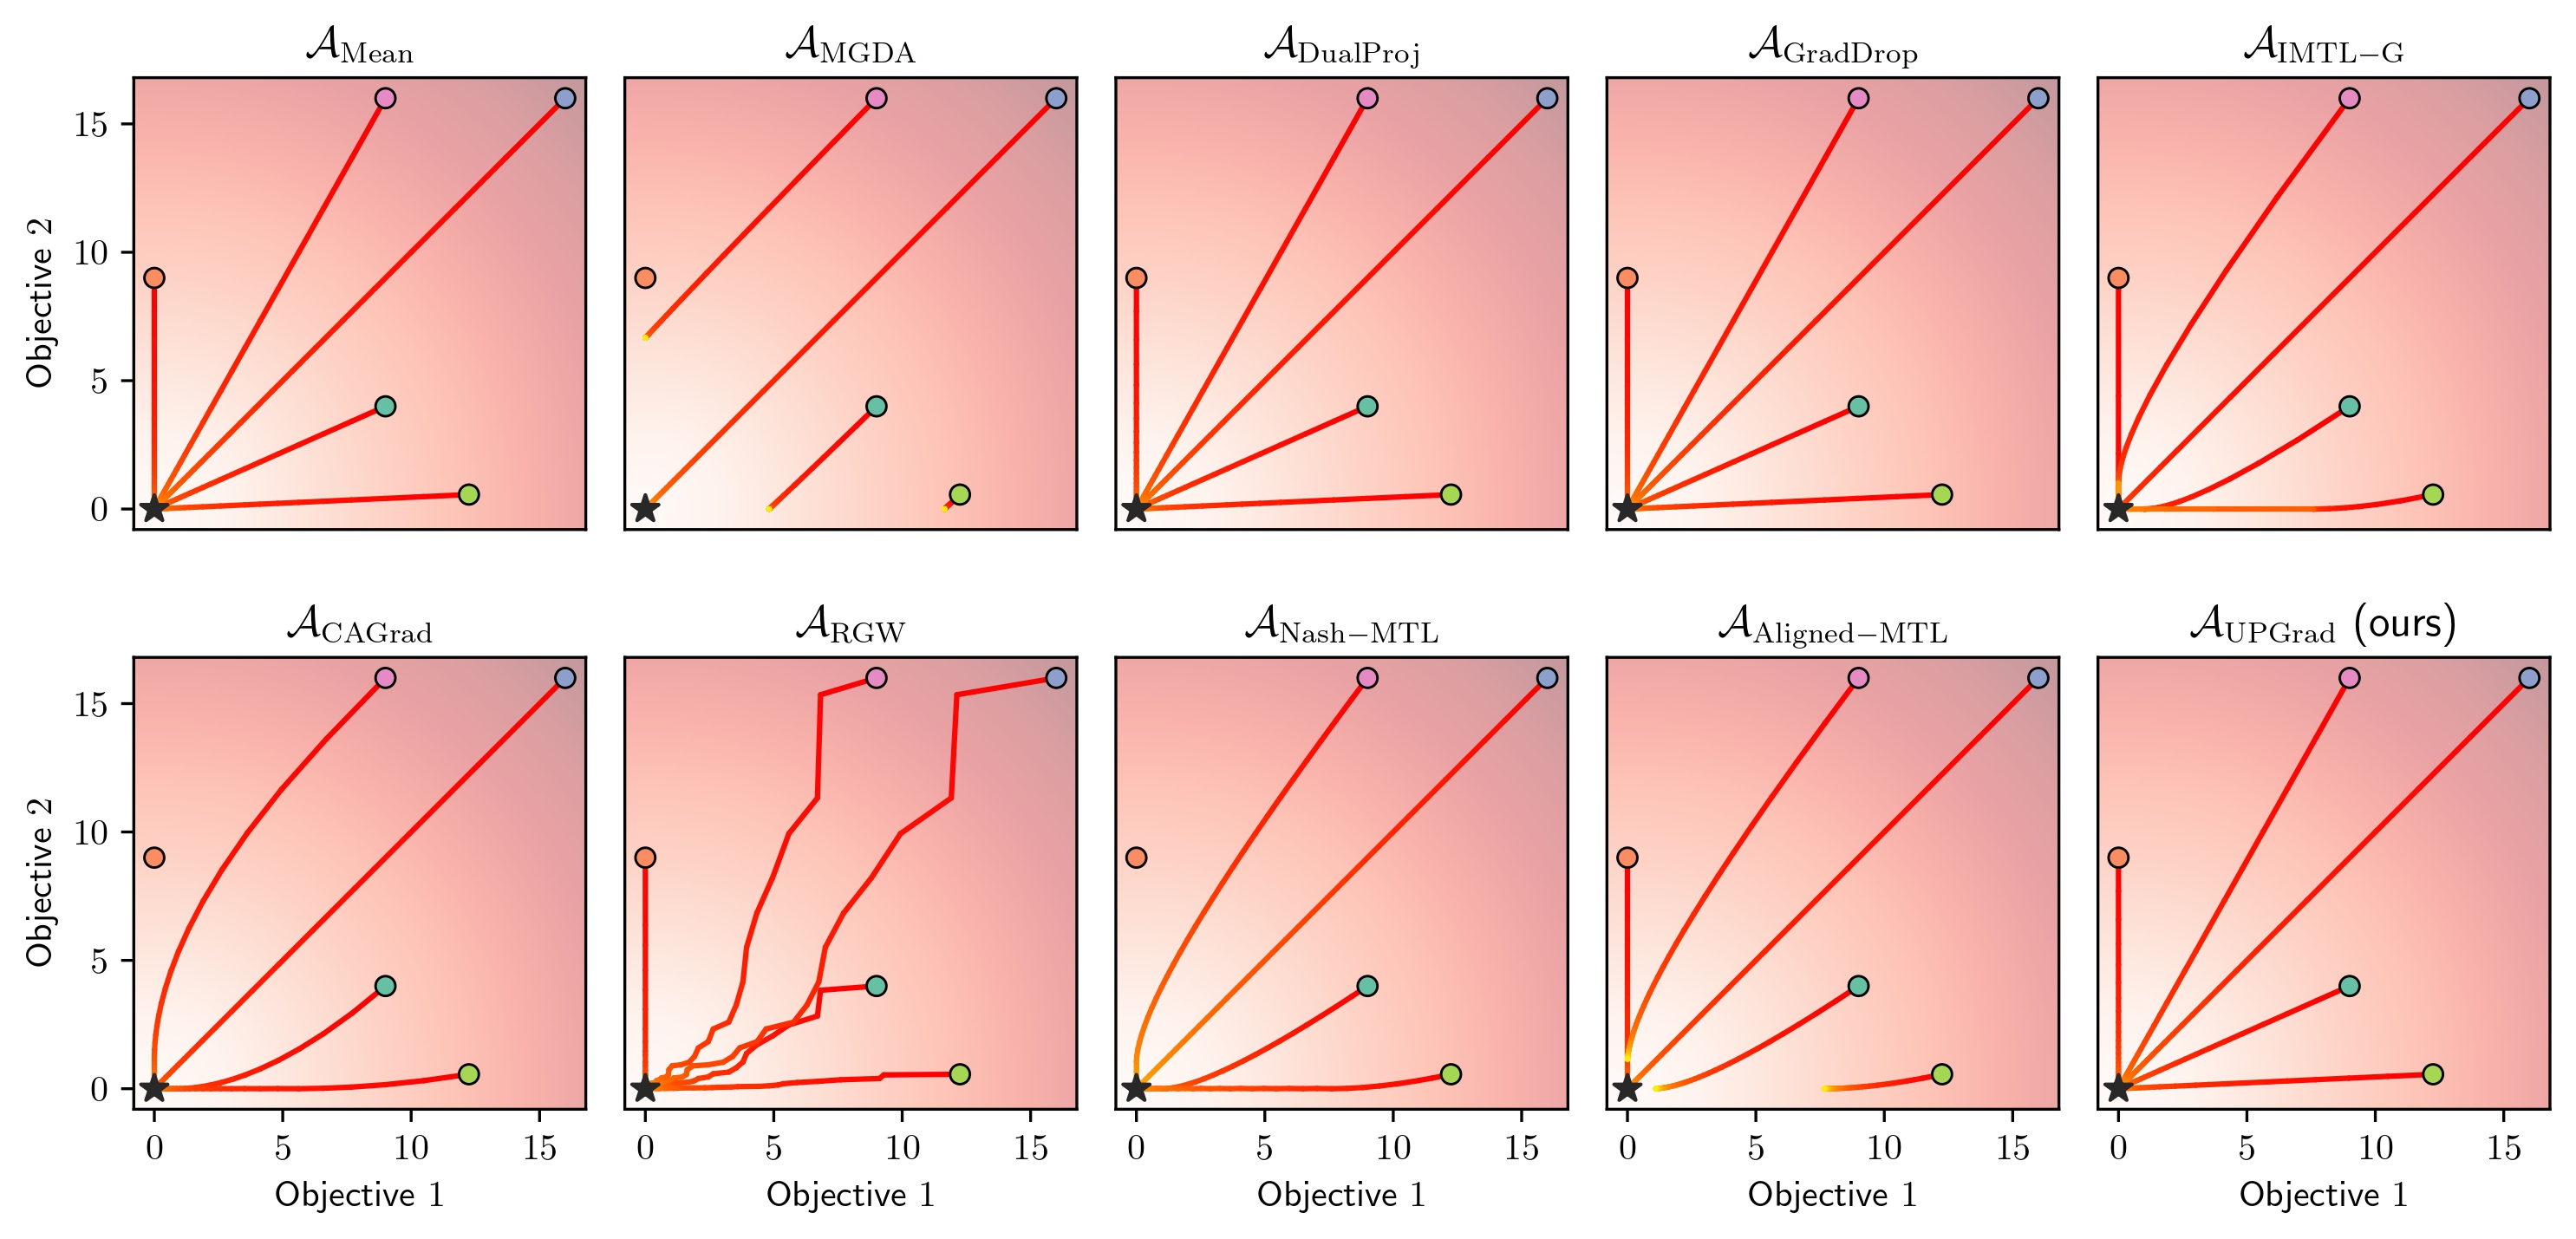 𝒜Mean
𝒜MGDA
𝒜DualProj
𝒜GradDrop
𝒜IMTL−G
15
10
5
0
Objective 2
𝒜CAGrad
𝒜RGW
𝒜Nash−MTL
𝒜Aligned−MTL
𝒜UPGrad (ours)
15
10
5
0
Objective 2
0 5 10 15
0 5 10 15
0 5 10 15
0 5 10 15
0 5 10 15
Objective 1
Objective 1
Objective 1
Objective 1
Objective 1